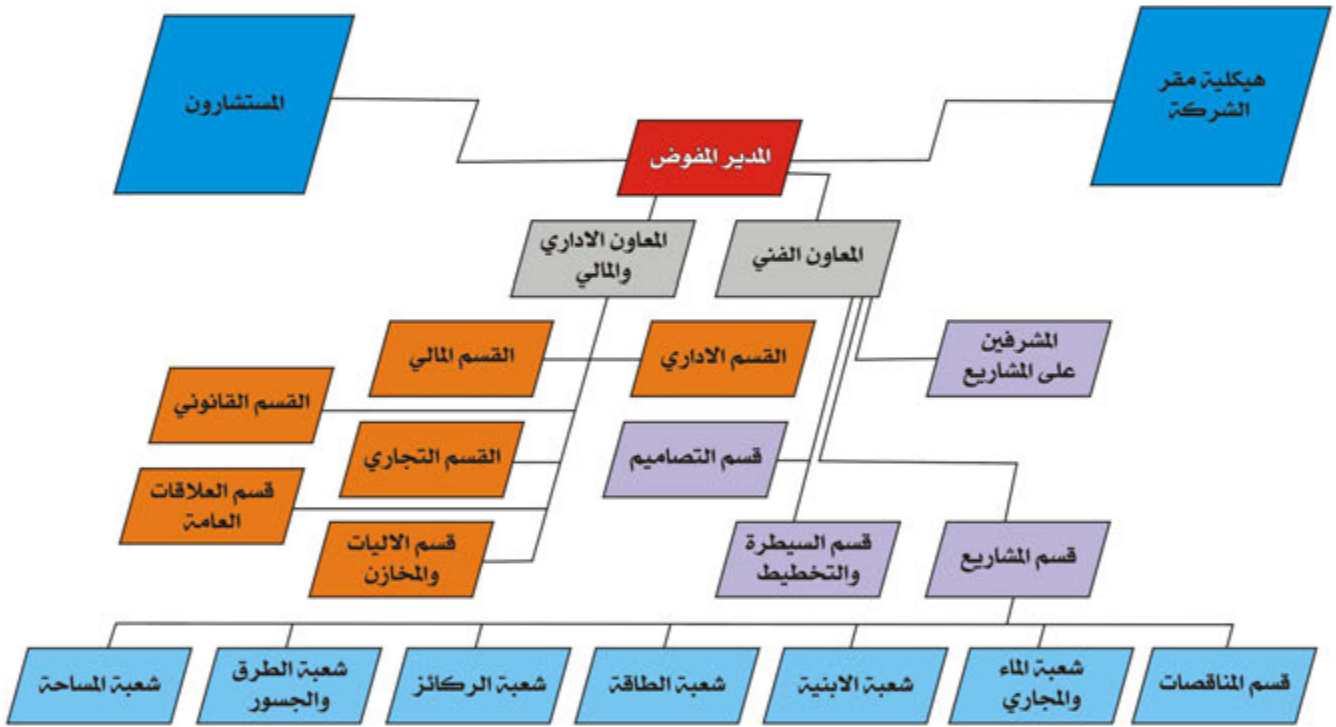 هيكلية مقر
الشركة
المستشارون
المدير المفوض
المعاون الفني
المعاون الاداري
والمالي
المشرفين
على المشاريع
القسم الاداري
القسم المالي
القسم القانوني
قسم التصاميم
القسم التجاري
قسم العلاقات
العامة
قسم المشاريع
قسم السيطرة
والتخطيط
قسم الاليات
والمخازن
قسم المناقصات
شعبة الماء
والمجاري
شعبة الابنية
شعبة الطاقة
شعبة الركائز
شعبة الطرق
والجسور
شعبة المساحة